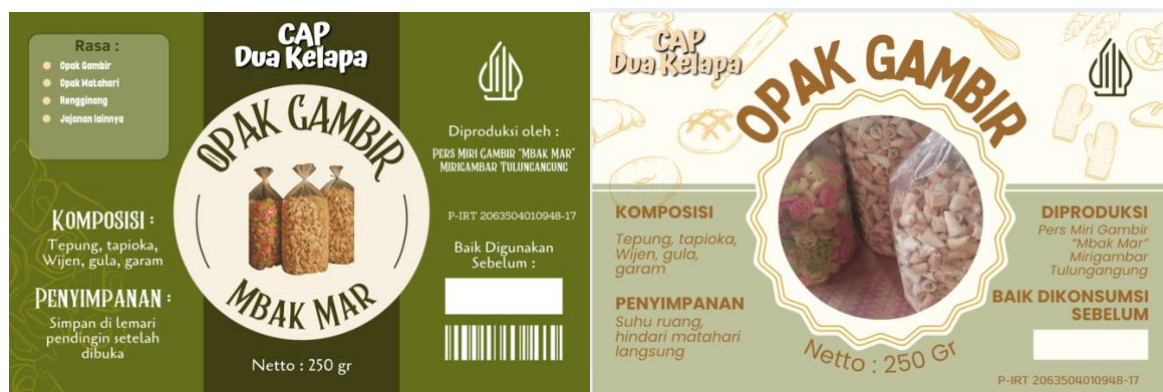 Rasa :
Opak Gambir
Opak Matahari
Rengginang
Jajanan lainnya
KOMPOSISI :
Tepung, tapioka,
Wijen, gula, garam
PENYIMPANAN :
Simpan di lemari
pendingin setelah
dibuka
CAP
Dua Kelapa
OPAK GAMBIR
MBAK MAR
Netto : 250 gr
Diproduksi oleh :
PERS MIRI GAMBIR "MBAK MAR"
MIRIGAMBAR TULUNGANGUNG
P-IRT 2063504010948-17
Baik Digunakan
Sebelum :
CAP
Dua Kelapa
OPAK GAMBIR
KOMPOSISI
Tepung, tapioka,
Wijen, gula,
garam
PENYIMPANAN
Suhu ruang,
hindari matahari
langsung
Netto : 250 Gr
DIPRODUKSI
Pers Miri Gambir
"Mbak Mar"
Mirigambar
Tulungangung
BAIK DIKONSUMSI
SEBELUM
P-IRT 2063504010948-17